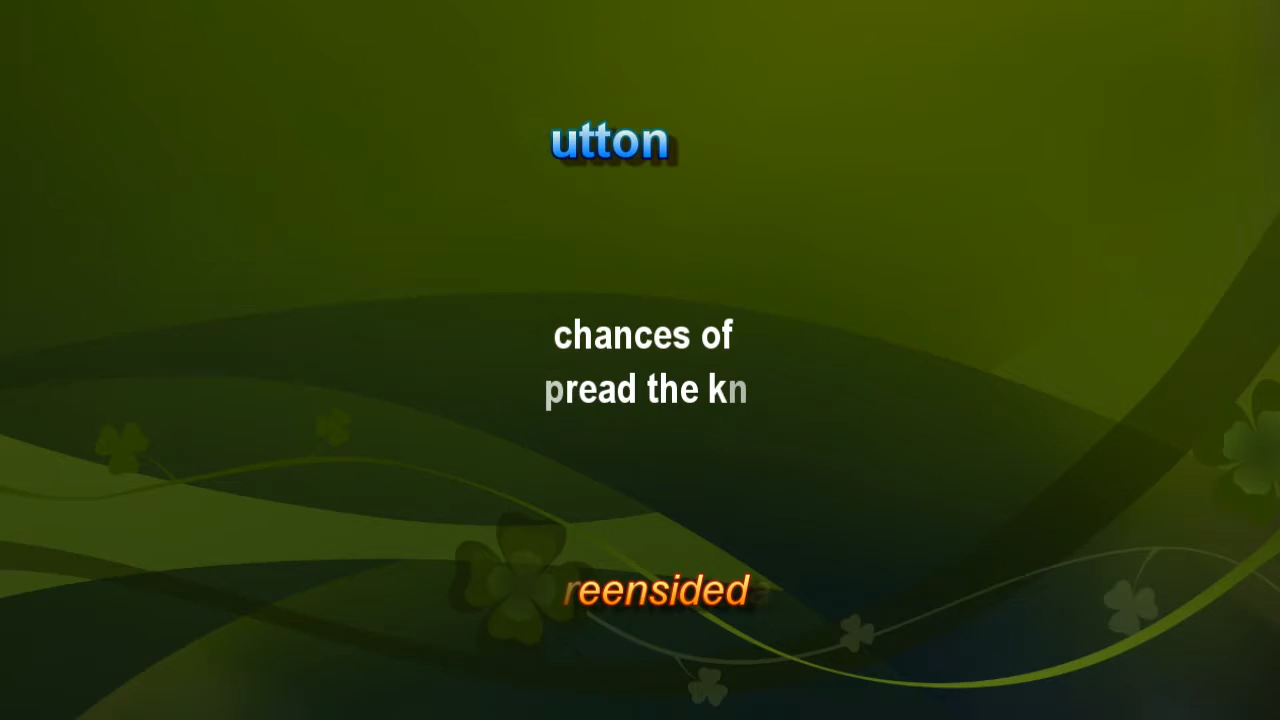 utton
chances of
pread the kn
reensided